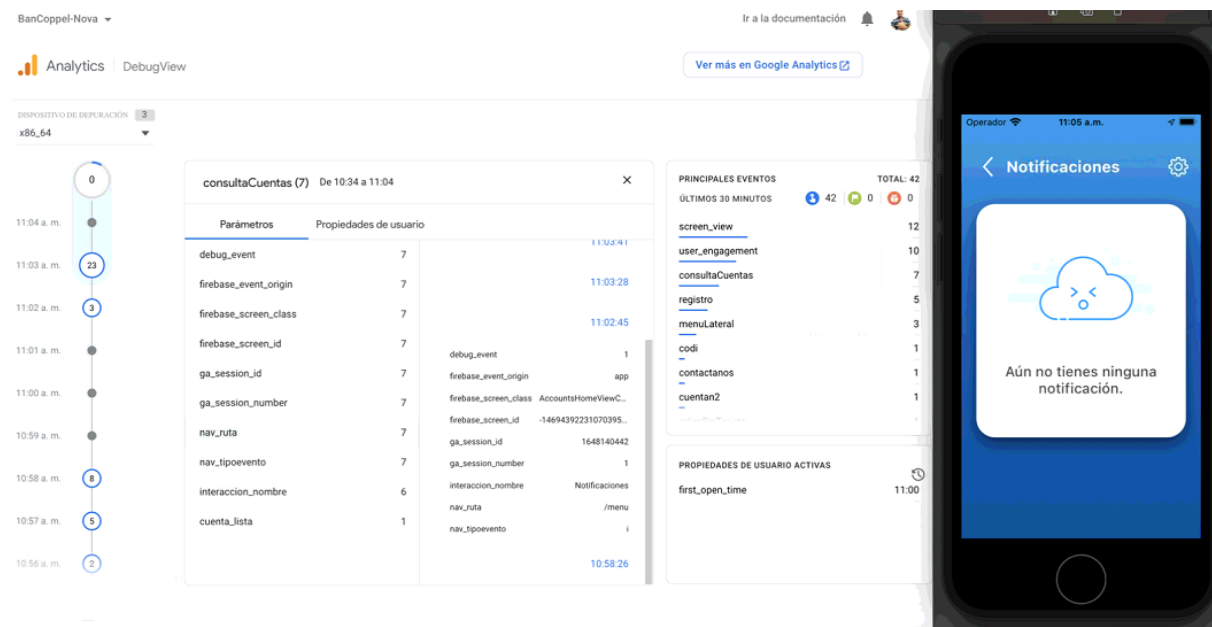 BanCoppel-Nova
Ir a la documentación
Analytics DebugView
Ver más en Google Analytics
DISPOSITIVO DE DEPURACIÓN 3
x86_64
0
11:04 a. m.
11:03 a. m. 23
11:02 a. m. 3
11:01 a. m.
11:00 a. m.
10:59 a. m.
10:58 a. m. 8
10:57 a. m. 5
10:56 a. m. 2
consultaCuentas (7) De 10:34 a 11:04
Parámetros Propiedades de usuario
debug_event 7
firebase_event_origin 7
firebase_screen_class 7
firebase_screen_id 7
ga_session_id 7
ga_session_number 7
nav_ruta 7
nav_tipoevento 7
interaccion_nombre 6
cuenta_lista 1
11:03:41
11:03:28
11:02:45
debug_event 1
firebase_event_origin app
firebase_screen_class AccountsHomeViewC...
firebase_screen_id -14694392231070395...
ga_session_id 1648140442
ga_session_number 1
interaccion_nombre Notificaciones
nav_ruta /menu
nav_tipoevento i
10:58:26
PRINCIPALES EVENTOS TOTAL: 42
ÚLTIMOS 30 MINUTOS 42 0 0
screen_view 12
user_engagement 10
consultaCuentas 7
registro 5
menuLateral 3
codi 1
contactanos 1
cuentan2 1
PROPIEDADES DE USUARIO ACTIVAS
first_open_time 11:00
Operador 11:05 a.m.
Notificaciones
Aún no tienes ninguna
notificación.